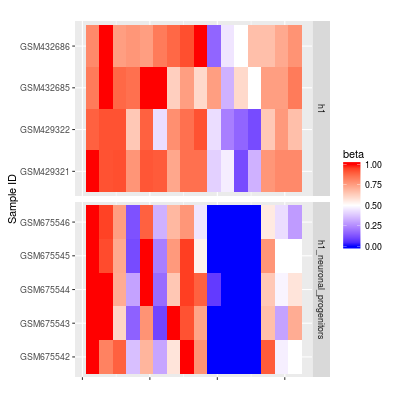 GSM432686
GSM432685
GSM429322
GSM429321
h1
GSM675546
GSM675545
GSM675544
GSM675543
GSM675542
h1_neuronal_progenitors
Sample ID
beta
1.00
0.75
0.50
0.25
0.00